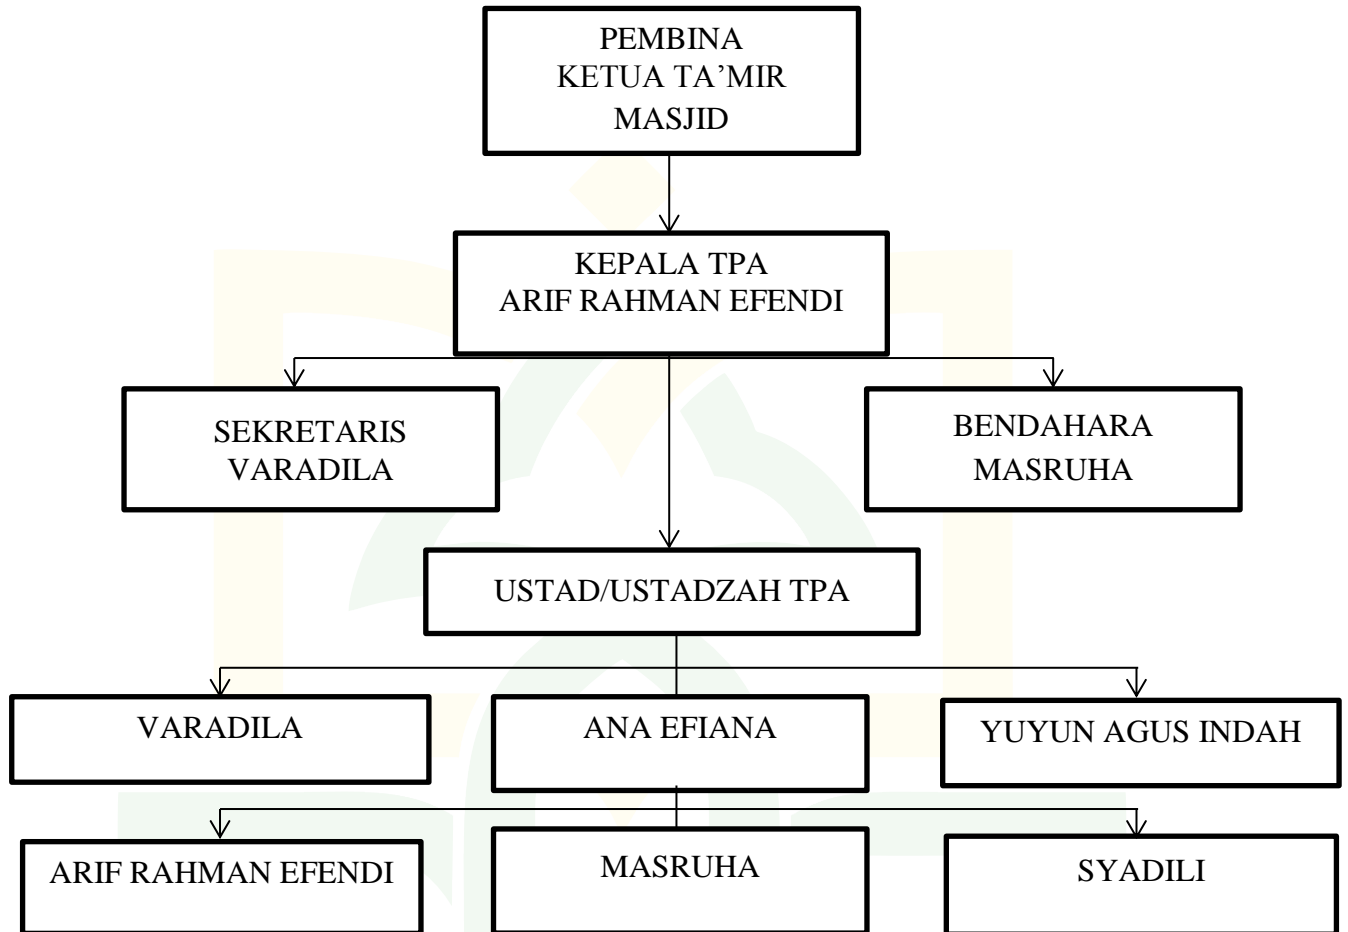 PEMBINA
KETUA TA’MIR
MASJID
KEPALA TPA
ARIF RAHMAN EFENDI
SEKRETARIS
VARADILA
BENDAHARA
MASRUHA
USTAD/USTADZAH TPA
VARADILA
ANA EFIANA
YUYUN AGUS INDAH
ARIF RAHMAN EFENDI
MASRUHA
SYADILI